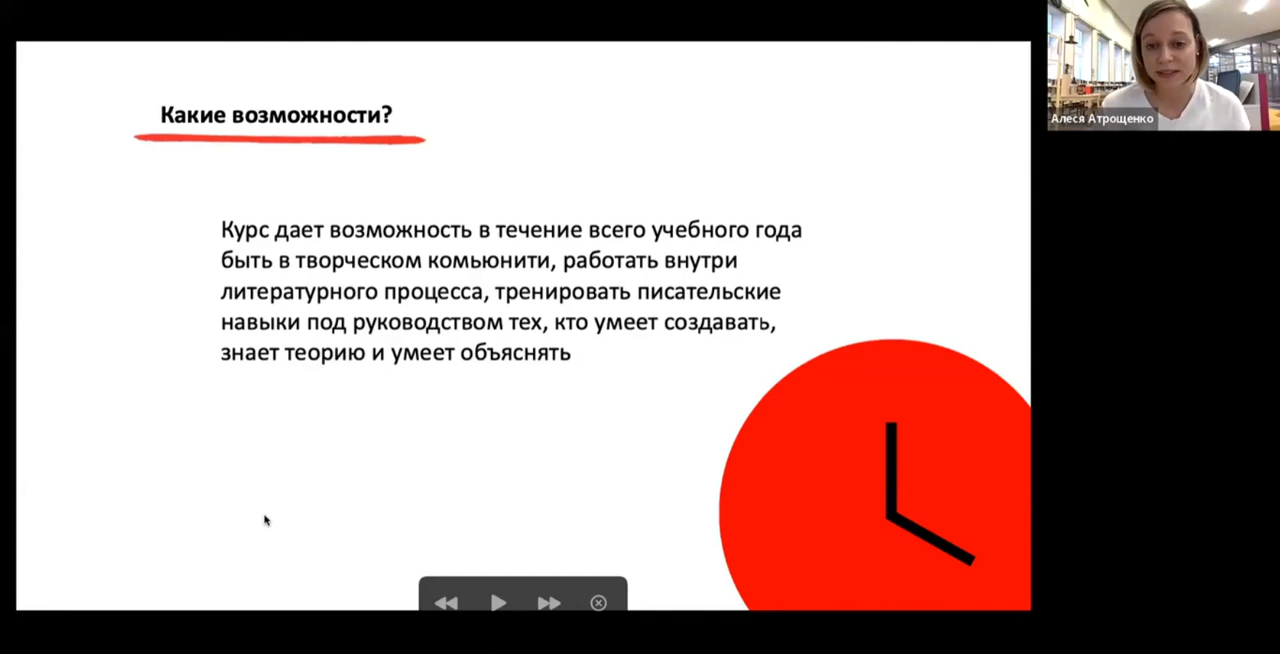 Какие возможности?
Курс дает возможность в течение всего учебного года
быть в творческом комьюнити, работать внутри
литературного процесса, тренировать писательские
навыки под руководством тех, кто умеет создавать,
знает теорию и умеет объяснять
Алеся Атрощенко